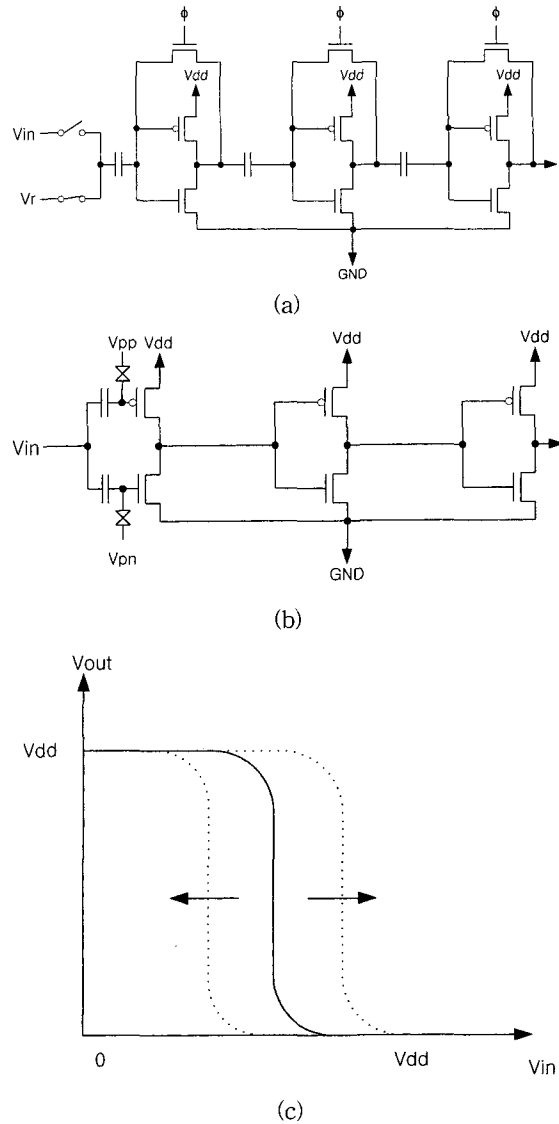 ϕ ϕ ϕ
Vdd Vdd Vdd
Vin
Vr
GND
(a)
Vpp Vdd Vdd Vdd
Vin
Vpn
GND
(b)
Vout
Vdd
0 Vdd Vin
(c)